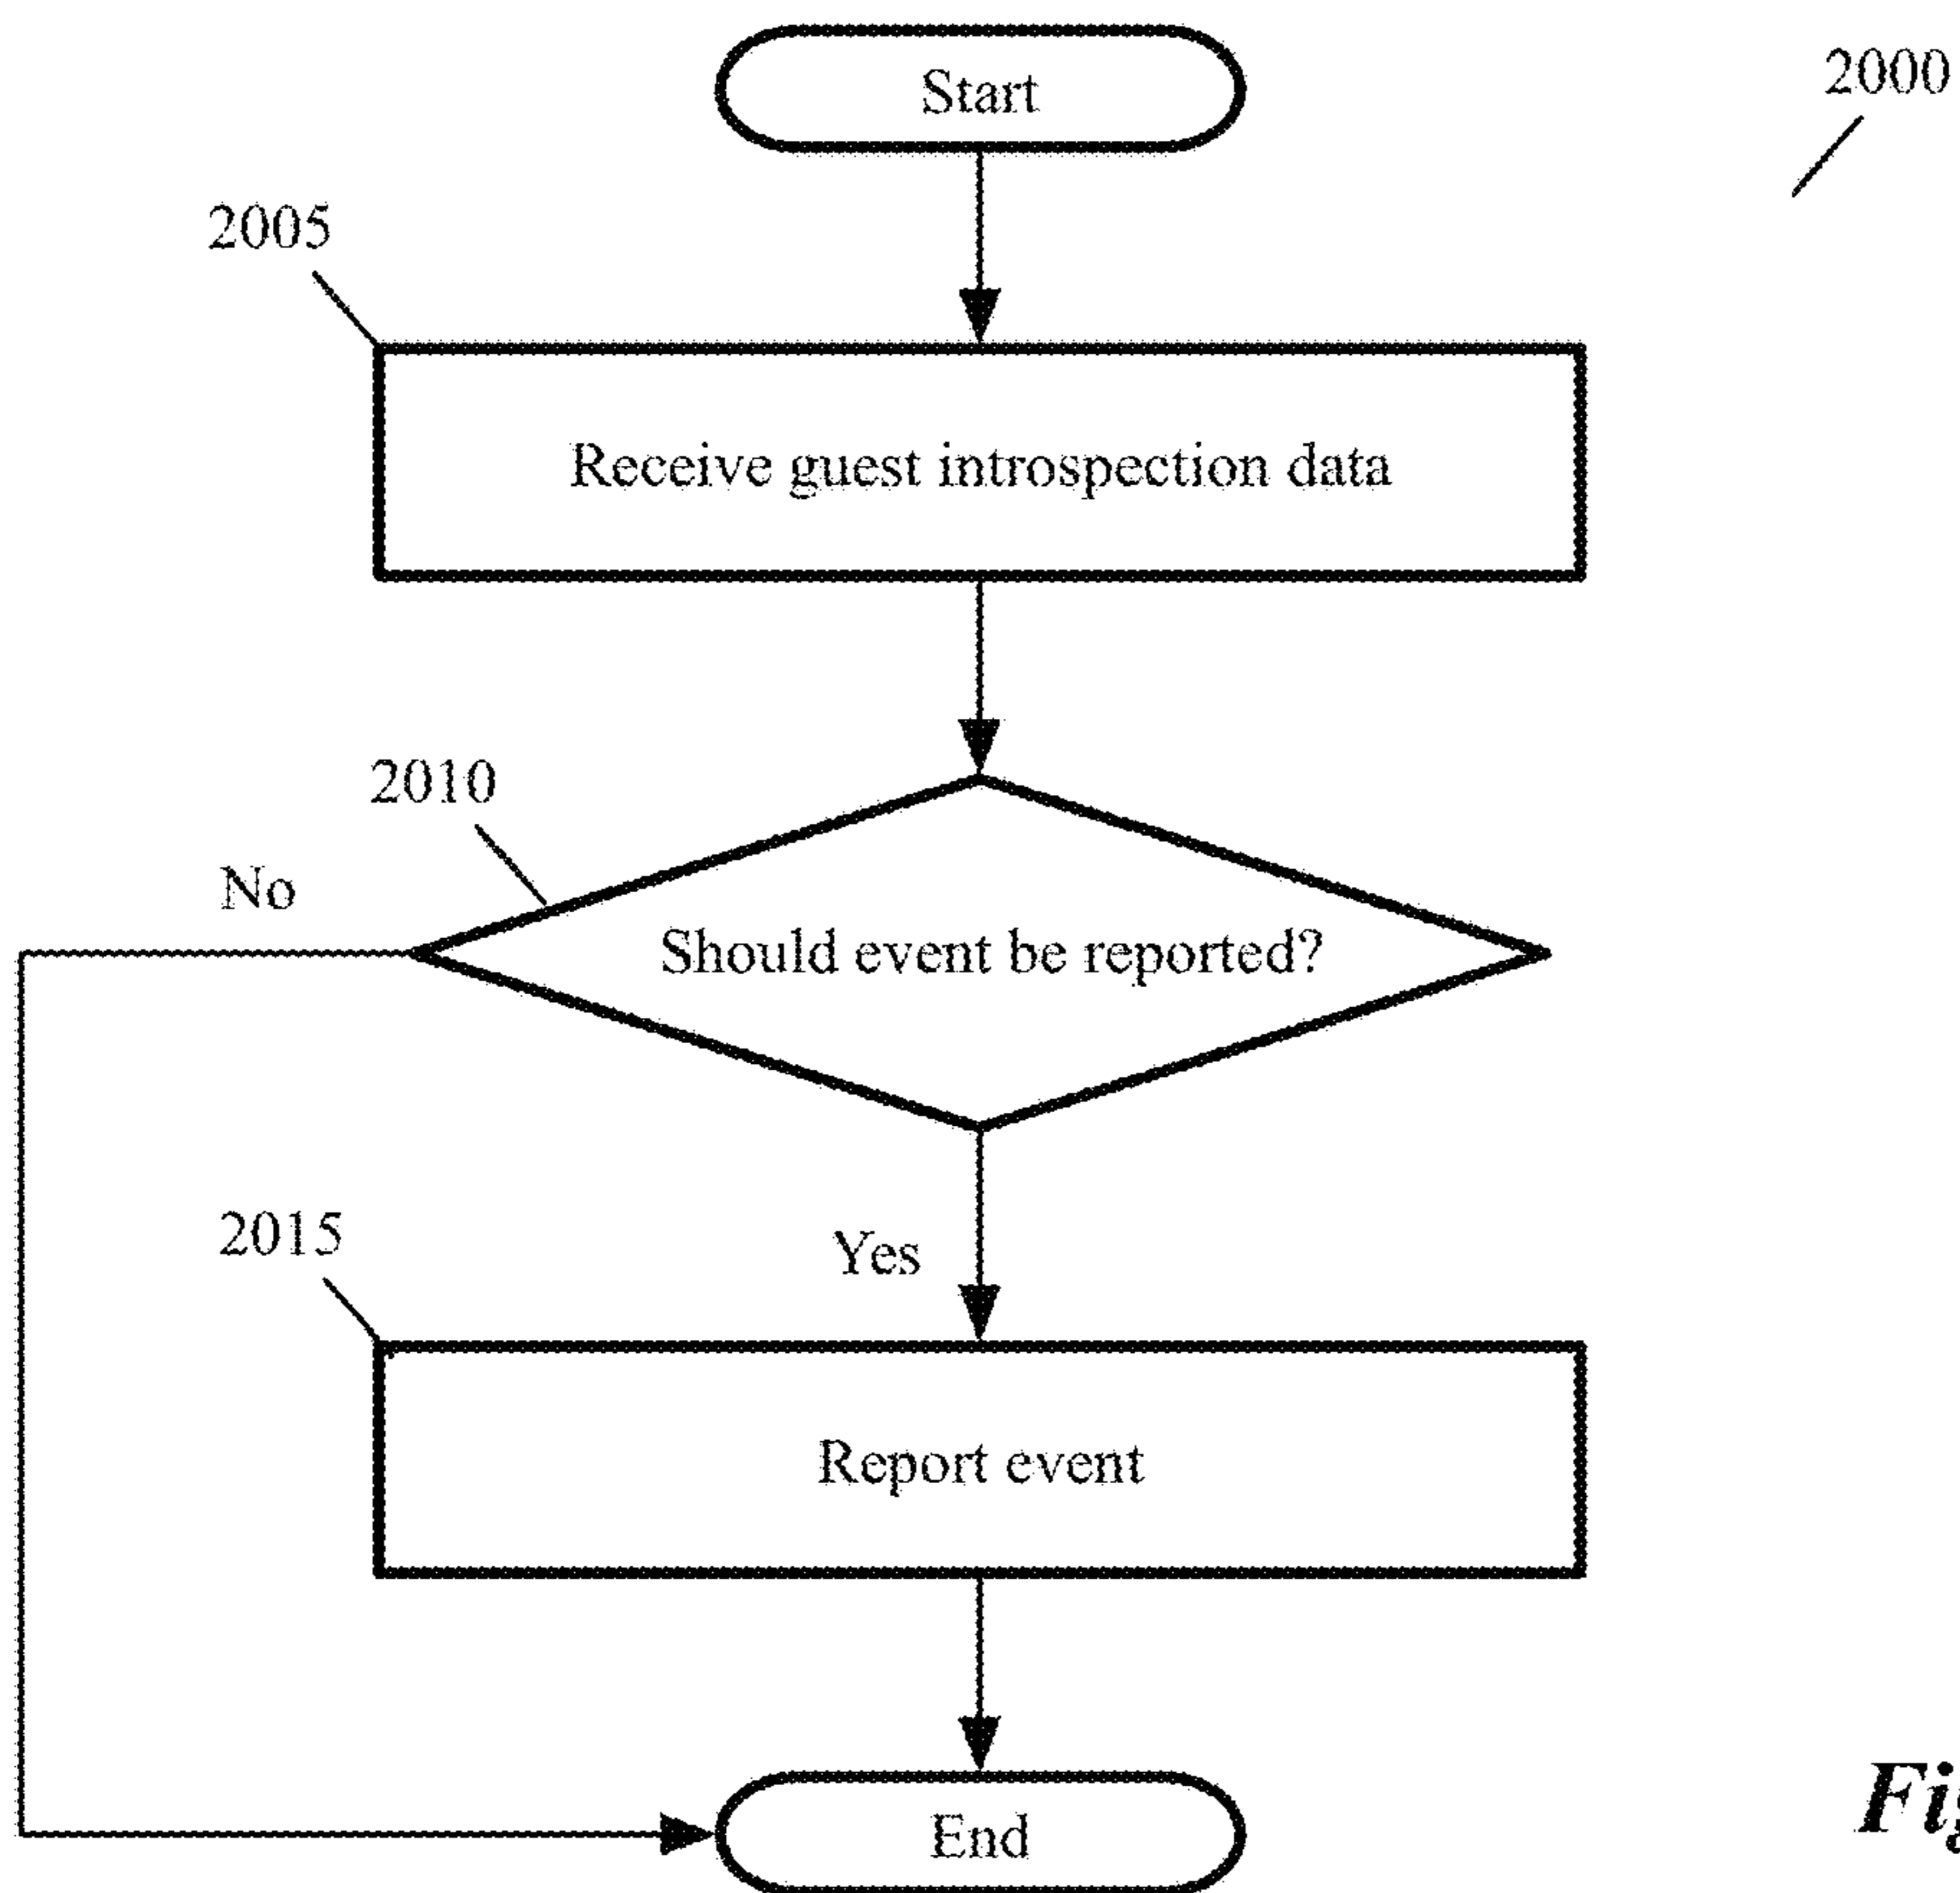 Start
2000
2005
Receive guest introspection data
2010
No
Should event be reported?
2015
Yes
Report event
End